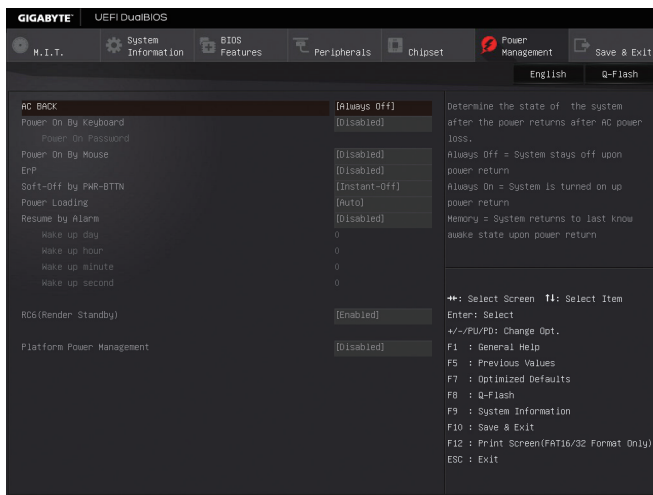 GIGABYTE™ UEFI DualBIOS
M.I.T.
System Information
BIOS Features
Peripherals
Chipset
Power Management
Save & Exit
English Q-Flash
AC BACK [Always Off]
Power On By Keyboard [Disabled]
Power On Password
Power On By Mouse [Disabled]
ErP [Disabled]
Soft-Off by PWR-BTTN [Instant-Off]
Power Loading [Auto]
Resume by Alarm [Disabled]
Wake up day 0
Wake up hour 0
Wake up minute 0
Wake up second 0
RC6(Render Standby) [Enabled]
Platform Power Management [Disabled]
Determine the state of the system
after the power returns after AC power
loss.
Always Off = System stays off upon
power return
Always On = System is turned on up
power return
Memory = System returns to last know
awake state upon power return
→←: Select Screen ↑↓: Select Item
Enter: Select
+/-/PU/PD: Change Opt.
F1 : General Help
F5 : Previous Values
F7 : Optimized Defaults
F8 : Q-Flash
F9 : System Information
F10 : Save & Exit
F12 : Print Screen(FAT16/32 Format Only)
ESC : Exit